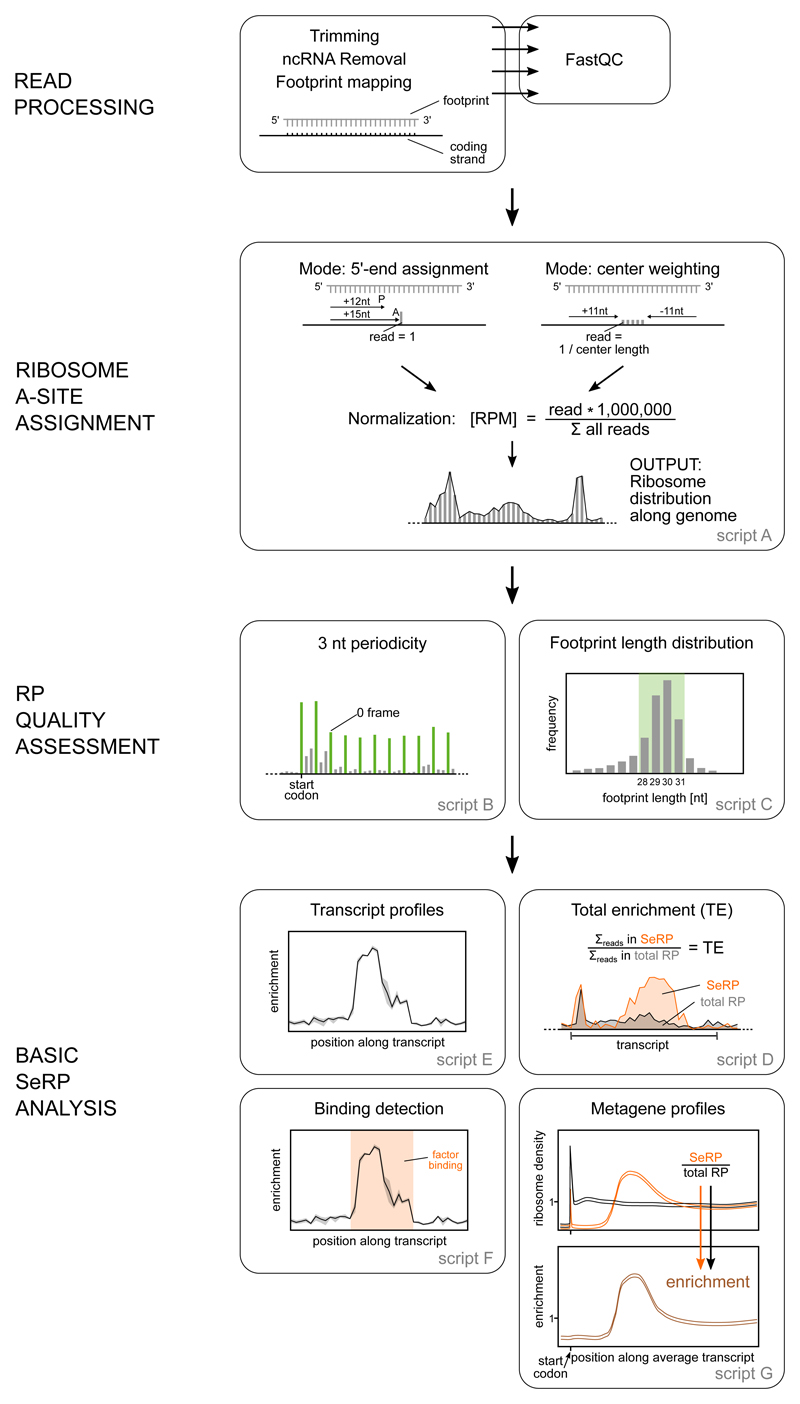 READ
PROCESSING
Trimming
ncRNA Removal
Footprint mapping
footprint
5'
3'
coding
strand
FastQC
RIBOSOME
A-SITE
ASSIGNMENT
Mode: 5'-end assignment
5'
3'
+12nt
P
+15nt
A
read = 1
Mode: center weighting
5'
3'
+11nt
-11nt
read =
1 / center length
Normalization: [RPM] = read * 1,000,000
Σ all reads
OUTPUT:
Ribosome
distribution
along genome
script A
RP
QUALITY
ASSESSMENT
3 nt periodicity
0 frame
start
codon
script B
Footprint length distribution
frequency
28 29 30 31
footprint length [nt]
script C
BASIC
SeRP
ANALYSIS
Transcript profiles
enrichment
position along transcript
script E
Total enrichment (TE)
Σreads in SeRP
Σreads in total RP
= TE
SeRP
total RP
transcript
script D
Binding detection
enrichment
factor
binding
position along transcript
script F
Metagene profiles
ribosome density
1
SeRP
total RP
enrichment
enrichment
1
start
codon
position along average transcript
script G